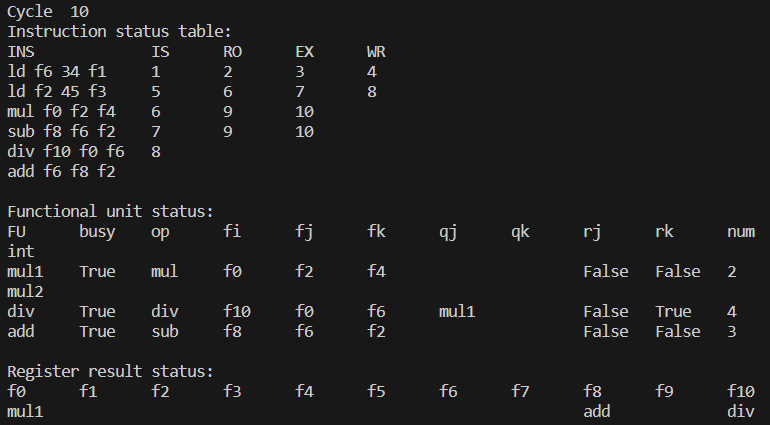 Cycle  10
Instruction status table:
INS IS RO EX WR
ld f6 34 f1 1 2 3 4
ld f2 45 f3 5 6 7 8
mul f0 f2 f4 6 9 10
sub f8 f6 f2 7 9 10
div f10 f0 f6 8
add f6 f8 f2
Functional unit status:
FU busy op fi fj fk qj qk rj rk num
int
mul1 True mul f0 f2 f4 False False 2
mul2
div True div f10 f0 f6 mul1 False True 4
add True sub f8 f6 f2 False False 3
Register result status:
f0 f1 f2 f3 f4 f5 f6 f7 f8 f9 f10
mul1 add div